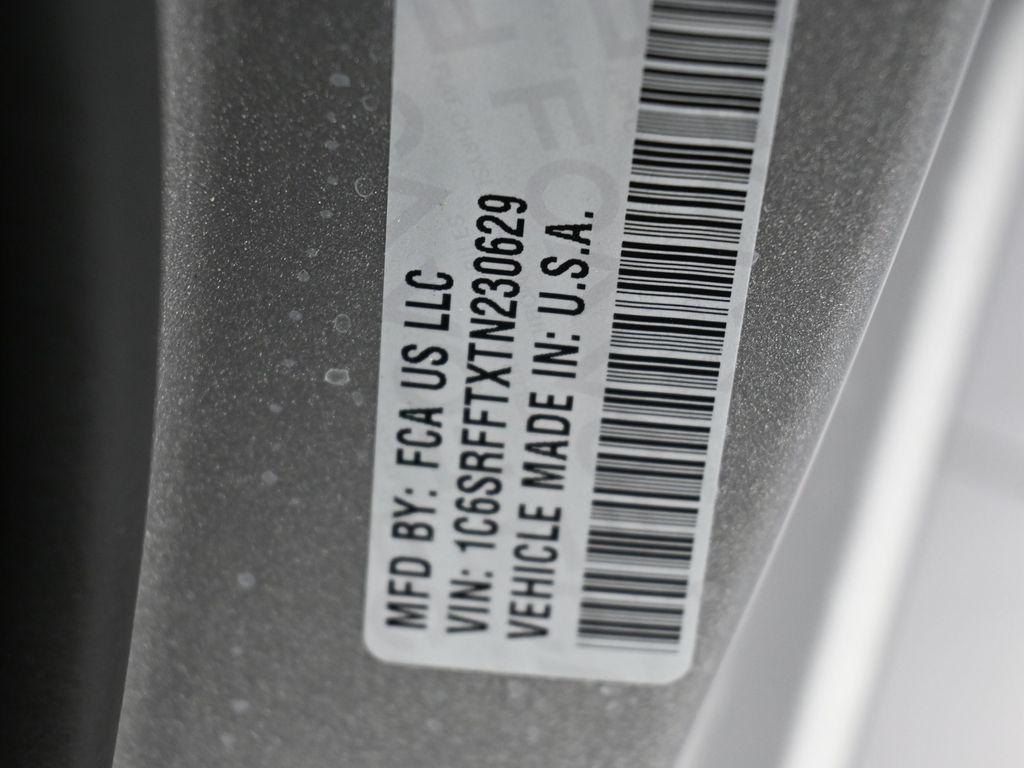 MFD BY: FCA US LLC
VIN: 1C6SRFFTXTN230629
VEHICLE MADE IN: U.S.A.